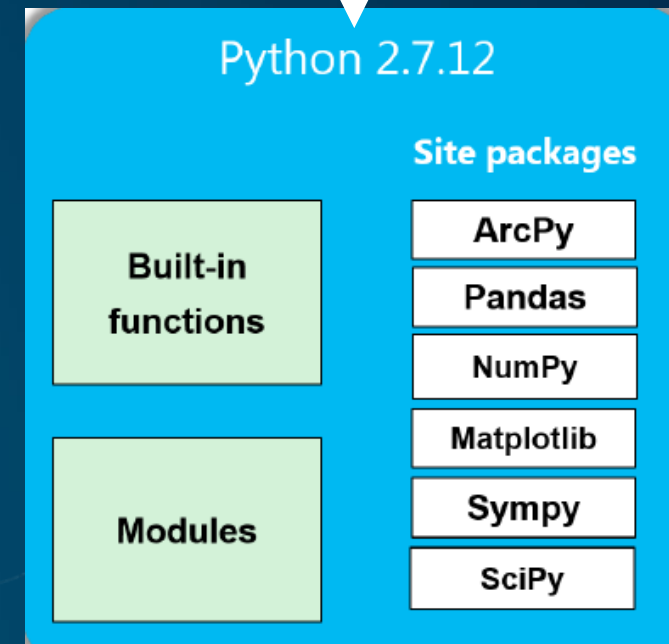 Python 2.7.12
Site packages
Built-in
functions
Modules
ArcPy
Pandas
NumPy
Matplotlib
Sympy
SciPy